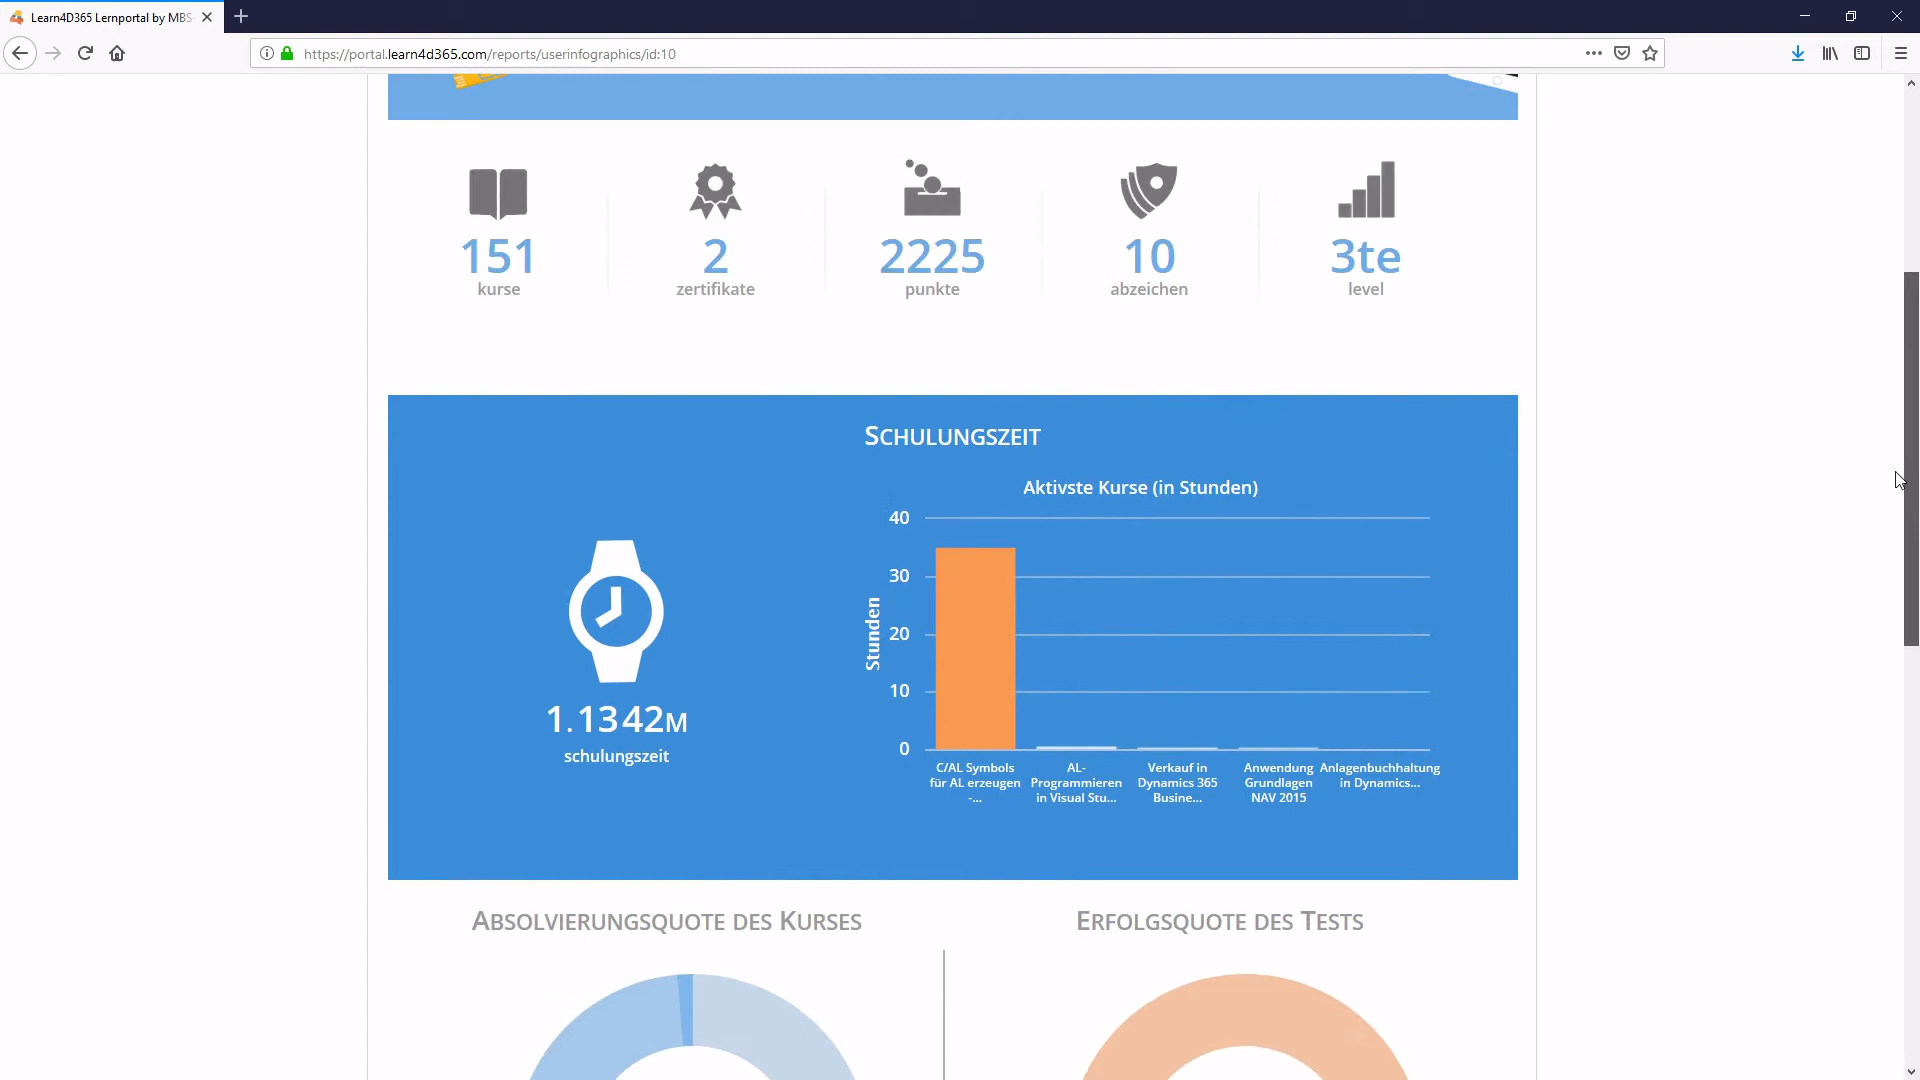 Learn4D365 Lernportal by MBS-
https://portal.learn4d365.com/reports/userinfographics/id:10
151
kurse
2
zertifikate
2225
punkte
10
abzeichen
3te
level
SCHULUNGSZEIT
Aktivste Kurse (in Stunden)
40
30
20
10
0
Stunden
C/AL Symbols
für AL erzeugen
-...
AL-
Programmieren
in Visual Stu...
Verkauf in
Dynamics 365
Busine...
Anwendung
Grundlagen
NAV 2015
Anlagenbuchhaltung
in Dynamics...
1.13 42M
schulungszeit
ABSOLVIERUNGSQUOTE DES KURSES
ERFOLGSQUOTE DES TESTS